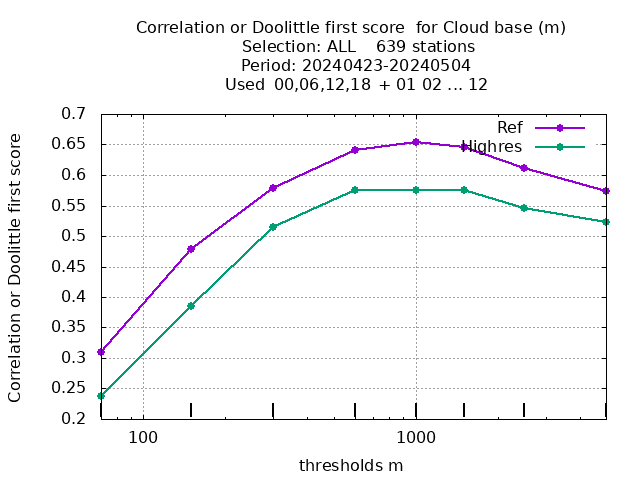 Correlation or Doolittle first score  for Cloud base (m)
Selection: ALL    639 stations
Period: 20240423-20240504
Used  00,06,12,18  + 01 02 ... 12
Correlation or Doolittle first score
0.7
0.65
0.6
0.55
0.5
0.45
0.4
0.35
0.3
0.25
0.2
Ref
Highres
100
1000
thresholds m